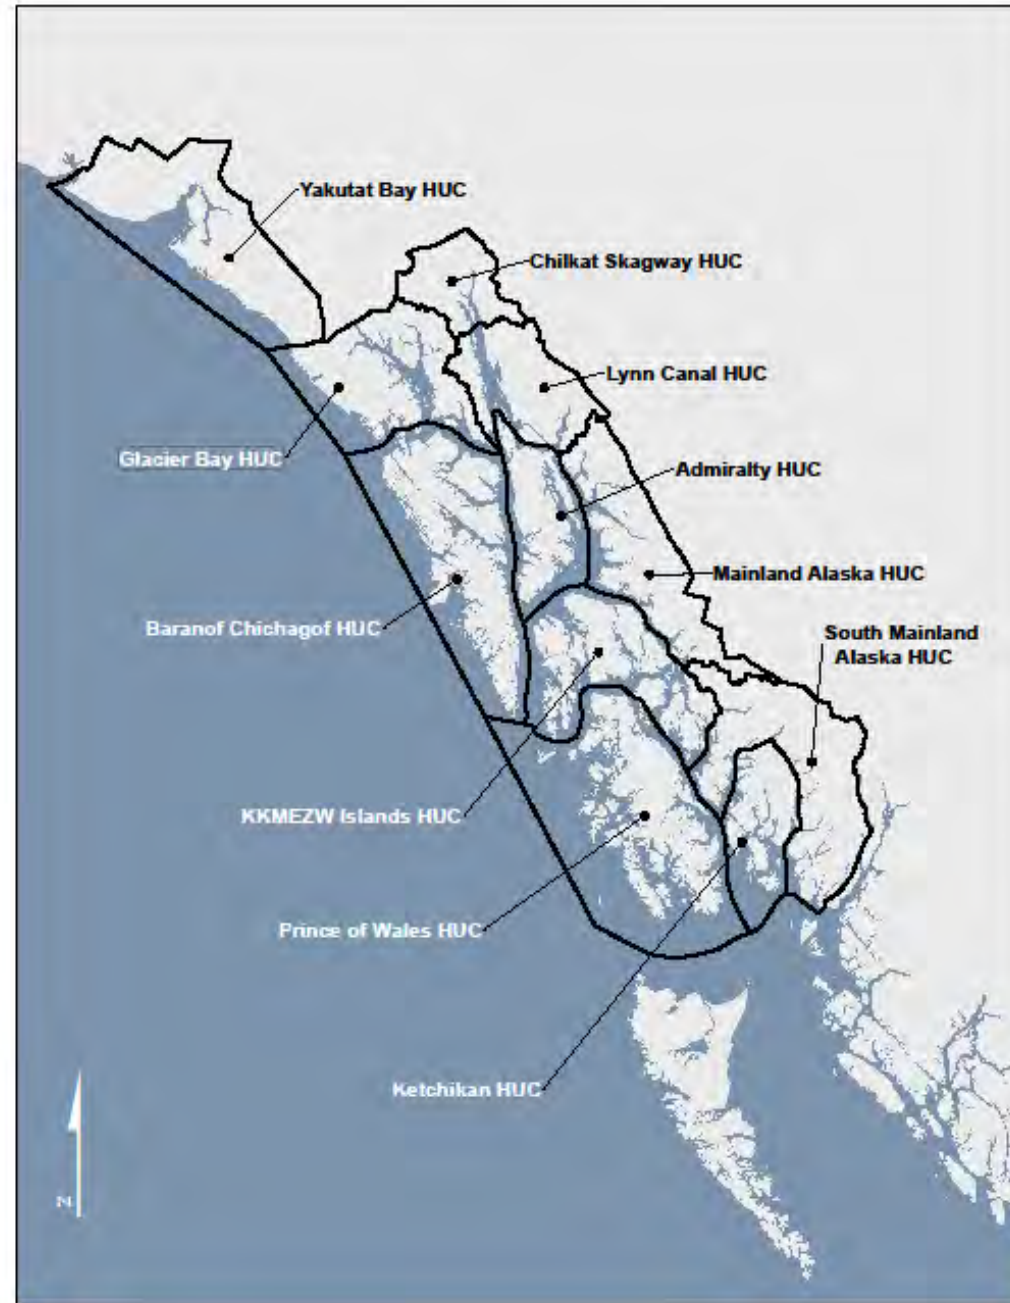 Yakutat Bay HUC
Chilkat Skagway HUC
Lynn Canal HUC
Glacier Bay HUC
Admiralty HUC
Mainland Alaska HUC
Baranof Chichagof HUC
South Mainland
Alaska HUC
KKMEZW Islands HUC
Prince of Wales HUC
Ketchikan HUC
N